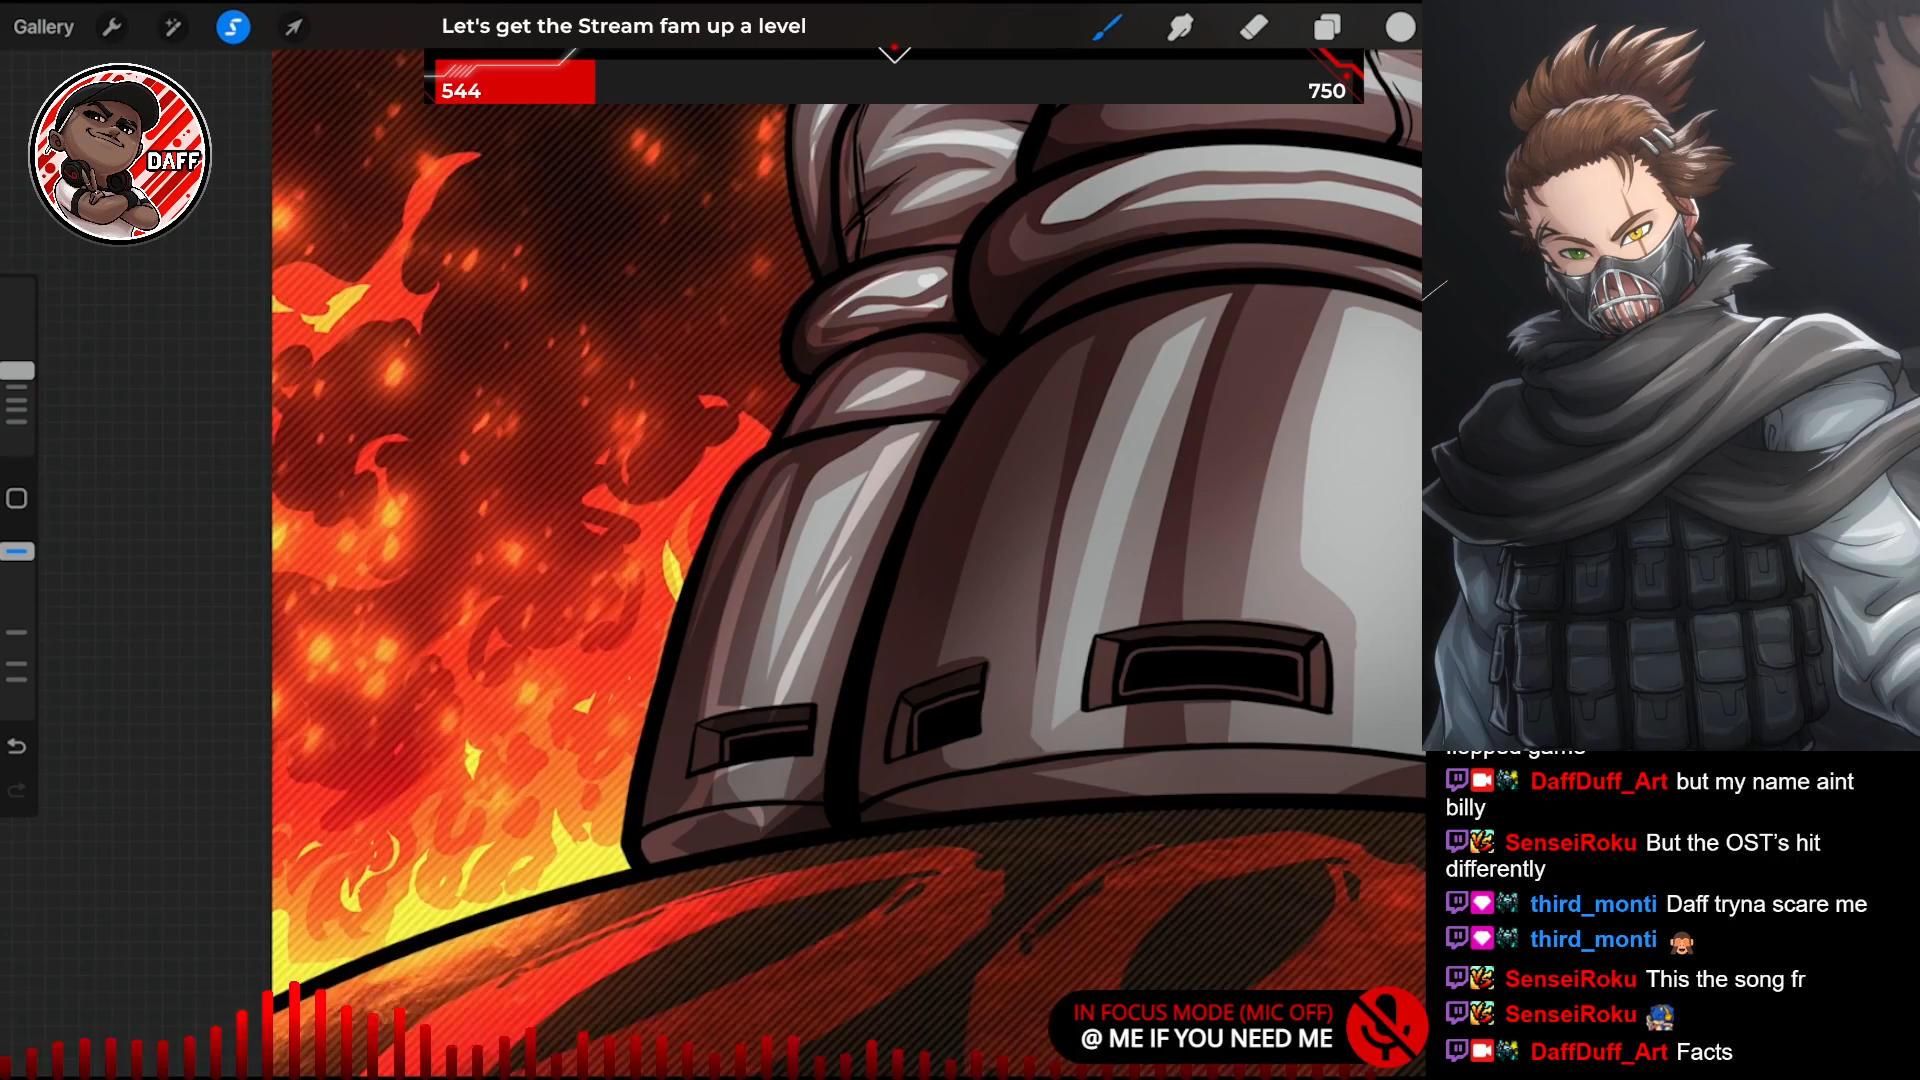 Gallery
Let's get the Stream fam up a level
544
750
DAFF
DaffDuff_Art but my name aint
billy
SenseiRoku But the OST's hit
differently
third_monti Daff tryna scare me
third_monti
SenseiRoku This the song fr
SenseiRoku
DaffDuff_Art Facts
IN FOCUS MODE (MIC OFF)
@ ME IF YOU NEED ME